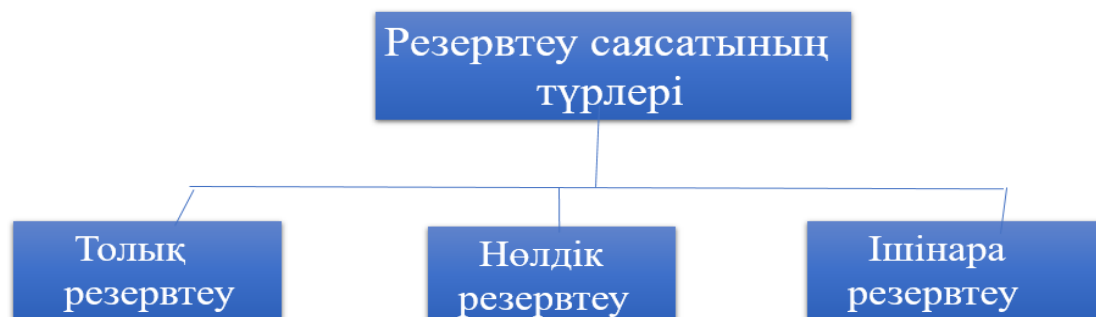 Резервтеу саясатының
түрлері
Толық
резервтеу
Нөлдік
резервтеу
Ішінара
резервтеу